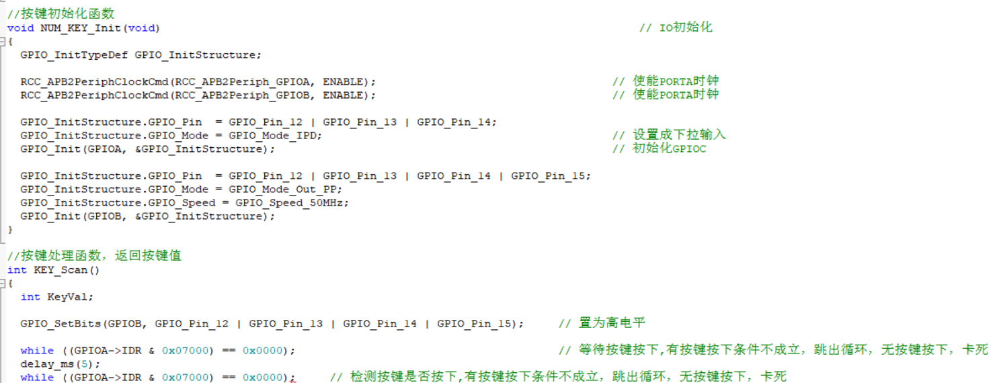 //按键初始化函数
void NUM_KEY_Init(void) // IO初始化
{
GPIO_InitTypeDef GPIO_InitStructure;
RCC_APB2PeriphClockCmd(RCC_APB2Periph_GPIOA, ENABLE); // 使能PORTA时钟
RCC_APB2PeriphClockCmd(RCC_APB2Periph_GPIOB, ENABLE); // 使能PORTA时钟
GPIO_InitStructure.GPIO_Pin = GPIO_Pin_12 | GPIO_Pin_13 | GPIO_Pin_14;
GPIO_InitStructure.GPIO_Mode = GPIO_Mode_IPD; // 设置成下拉输入
GPIO_Init(GPIOA, &GPIO_InitStructure); // 初始化GPIOC
GPIO_InitStructure.GPIO_Pin = GPIO_Pin_12 | GPIO_Pin_13 | GPIO_Pin_14 | GPIO_Pin_15;
GPIO_InitStructure.GPIO_Mode = GPIO_Mode_Out_PP;
GPIO_InitStructure.GPIO_Speed = GPIO_Speed_50MHz;
GPIO_Init(GPIOB, &GPIO_InitStructure);
}
//按键处理函数，返回按键值
int KEY_Scan()
{
int KeyVal;
GPIO_SetBits(GPIOB, GPIO_Pin_12 | GPIO_Pin_13 | GPIO_Pin_14 | GPIO_Pin_15); // 置为高电平
while ((GPIOA->IDR & 0x07000) == 0x0000); // 等待按键按下,有按键按下条件不成立，跳出循环，无按键按下，卡死
delay_ms(5);
while ((GPIOA->IDR & 0x07000) == 0x0000); // 检测按键是否按下,有按键按下条件不成立，跳出循环，无按键按下，卡死